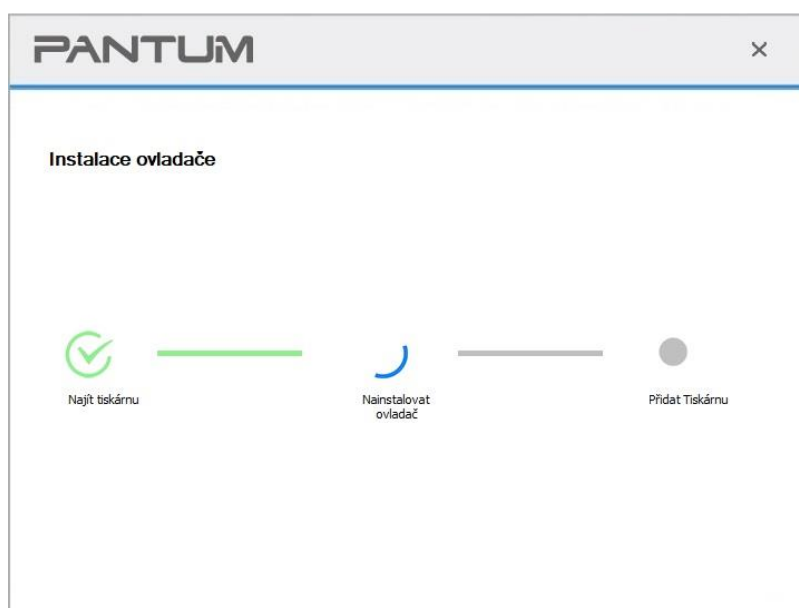 PANTUM
Instalace ovladače
Najít tiskárnu
Nainstalovat
ovladač
Přidat Tiskárnu